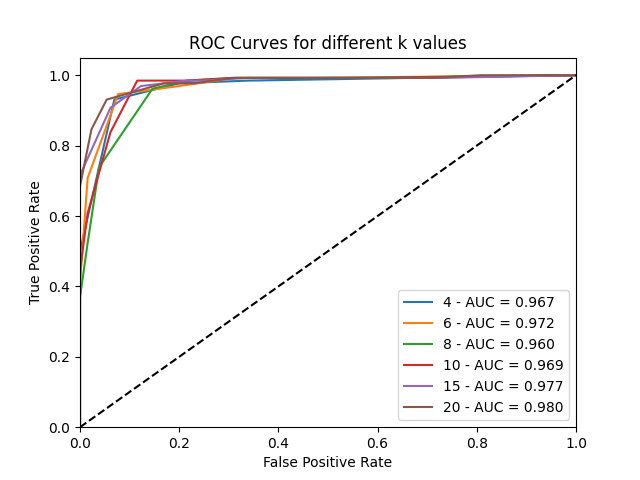 ROC Curves for different k values
True Positive Rate
1.0
0.8
0.6
0.4
0.2
0.0
4 - AUC = 0.967
6 - AUC = 0.972
8 - AUC = 0.960
10 - AUC = 0.969
15 - AUC = 0.977
20 - AUC = 0.980
0.0 0.2 0.4 0.6 0.8 1.0
False Positive Rate